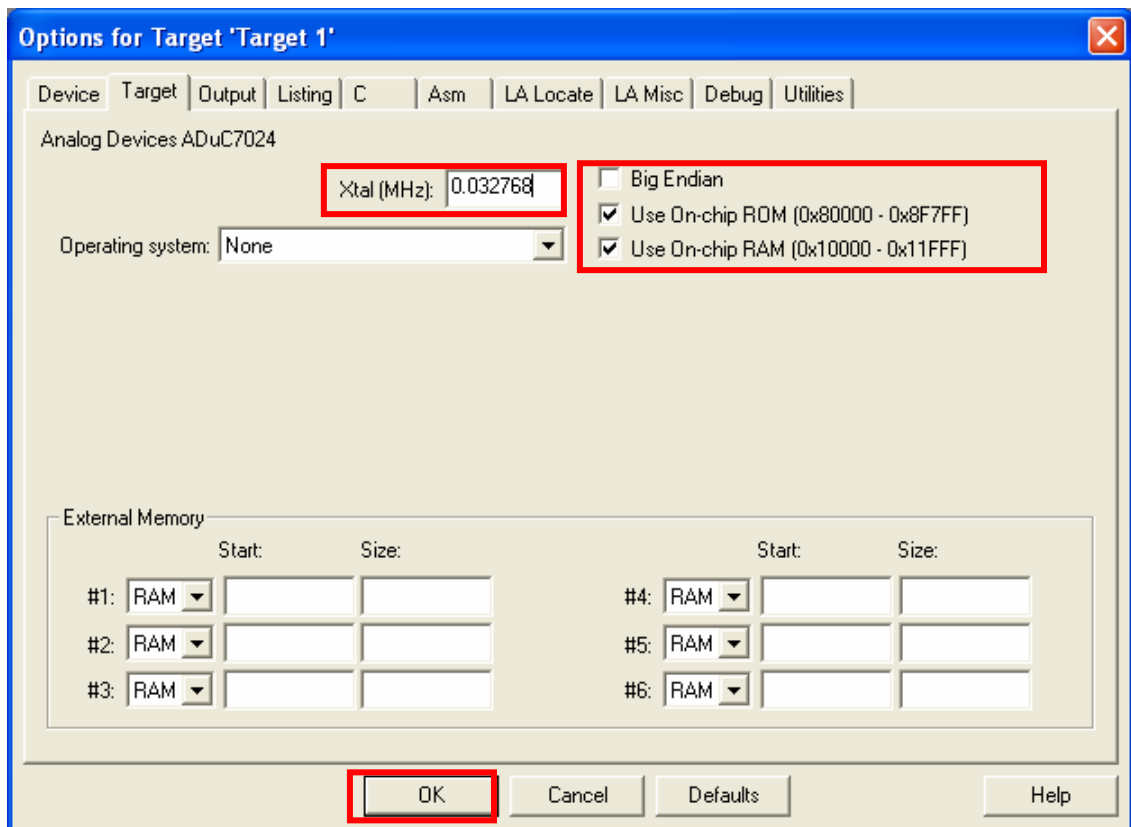 Options for Target 'Target 1'
Device Target Output Listing C Asm LA Locate LA Misc Debug Utilities
Analog Devices ADuC7024
Xtal (MHz): 0.032768
Big Endian
Use On-chip ROM (0x80000 - 0x8F7FF)
Operating system: None
Use On-chip RAM (0x10000 - 0x11FFF)
External Memory
Start: Size: Start: Size:
#1: RAM #4: RAM
#2: RAM #5: RAM
#3: RAM #6: RAM
OK Cancel Defaults Help